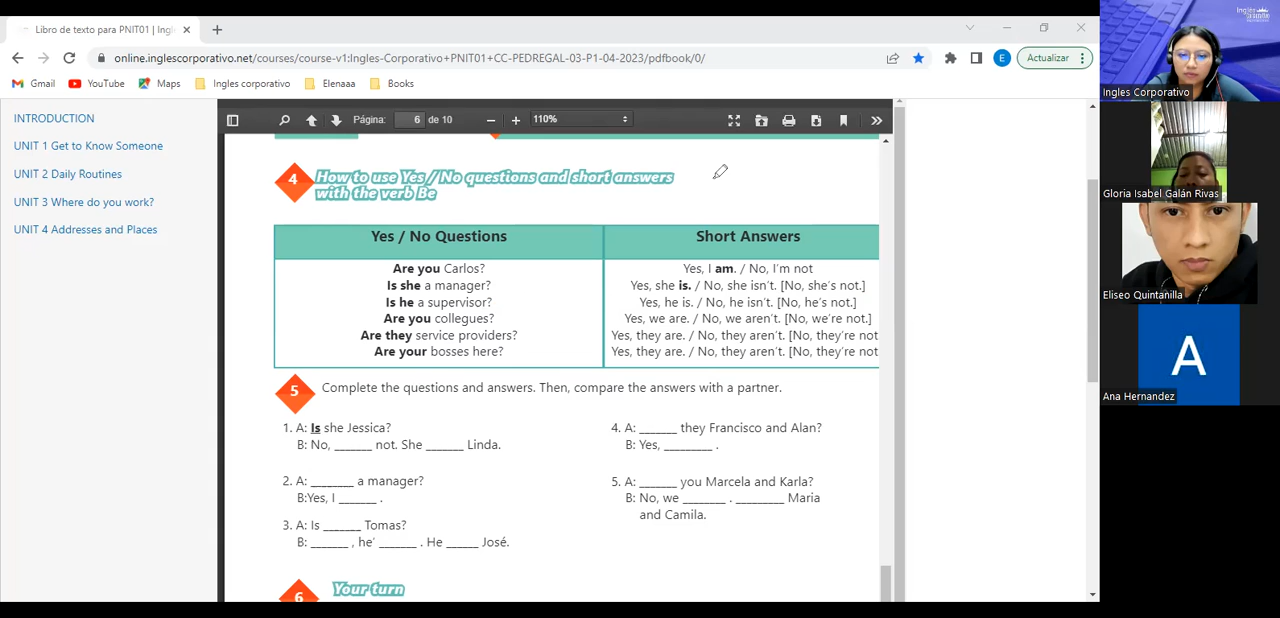 Libro de texto para PNIT01 | Ingl
online.inglescorporativo.net/courses/course-v1:Ingles-Corporativo+PNIT01+CC-PEDREGAL-03-P1-04-2023/pdfbook/0/
E
Actualizar
Gmail
YouTube
Maps
Ingles corporativo
Elenaaa
Books
INTRODUCTION
UNIT 1 Get to Know Someone
UNIT 2 Daily Routines
UNIT 3 Where do you work?
UNIT 4 Addresses and Places
Página: 6 de 10
110%
4 How to use Yes / No questions and short answers
with the verb Be
Yes / No Questions
Short Answers
Are you Carlos?
Yes, I am. / No, I'm not
Is she a manager?
Yes, she is. / No, she isn't. [No, she's not.]
Is he a supervisor?
Yes, he is. / No, he isn't. [No, he's not.]
Are you collegues?
Yes, we are. / No, we aren't. [No, we're not.]
Are they service providers?
Yes, they are. / No, they aren't. [No, they're not
Are your bosses here?
Yes, they are. / No, they aren't. [No, they're not
5 Complete the questions and answers. Then, compare the answers with a partner.
1. A: Is she Jessica?
B: No, _______ not. She _______ Linda.
2. A: ________ a manager?
B:Yes, I _______ .
3. A: Is _______ Tomas?
B: _______ , he' _______ . He ______ José.
4. A: _______ they Francisco and Alan?
B: Yes, _________ .
5. A: _______ you Marcela and Karla?
B: No, we ________ . _________ Maria
and Camila.
6 Your turn
Ingles Corporativo
Gloria Isabel Galán Rivas
Eliseo Quintanilla
A
Ana Hernandez